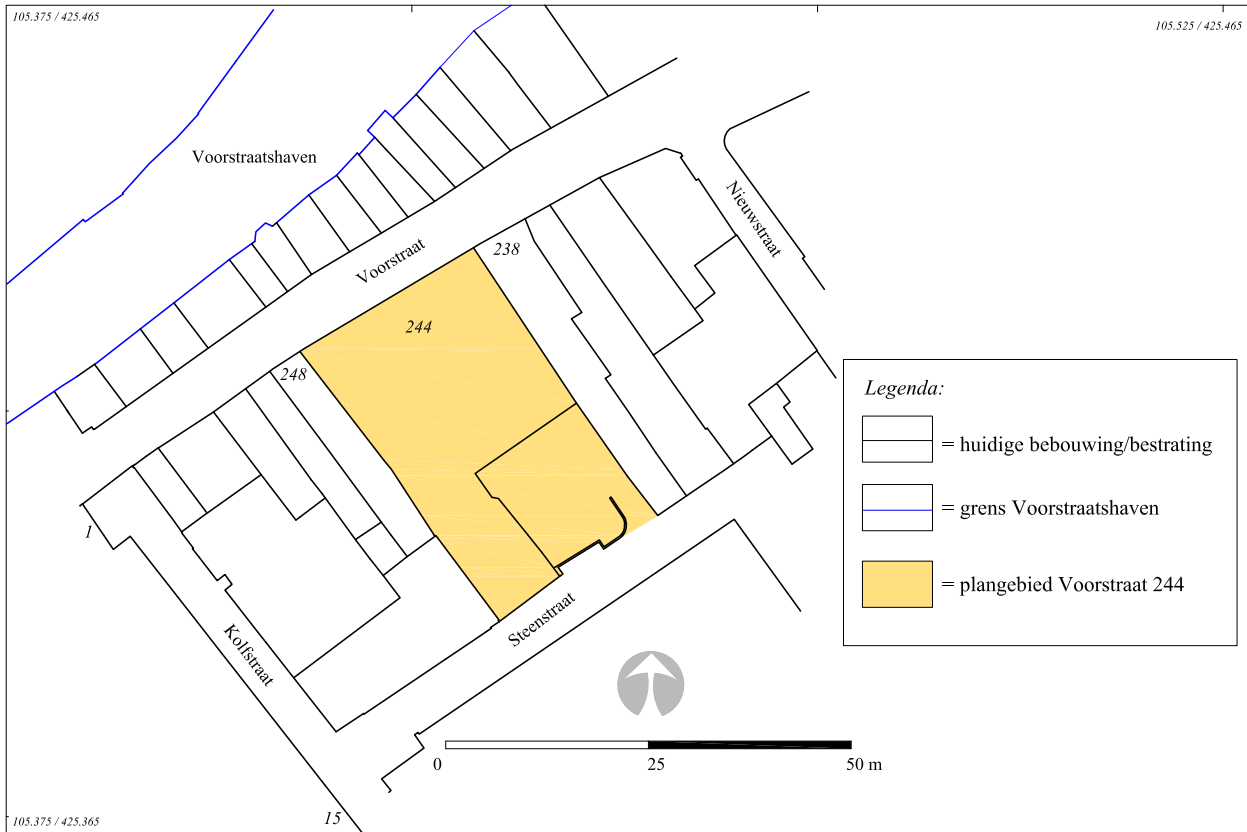 105.375 / 425.465
105.525 / 425.465
Voorstraatshaven
Nieuwstraat
Voorstraat
238
244
248
Legenda:
= huidige bebouwing/bestrating
= grens Voorstraatshaven
= plangebied Voorstraat 244
1
Steenstraat
Kolfstraat
0
25
50 m
15
105.375 / 425.365